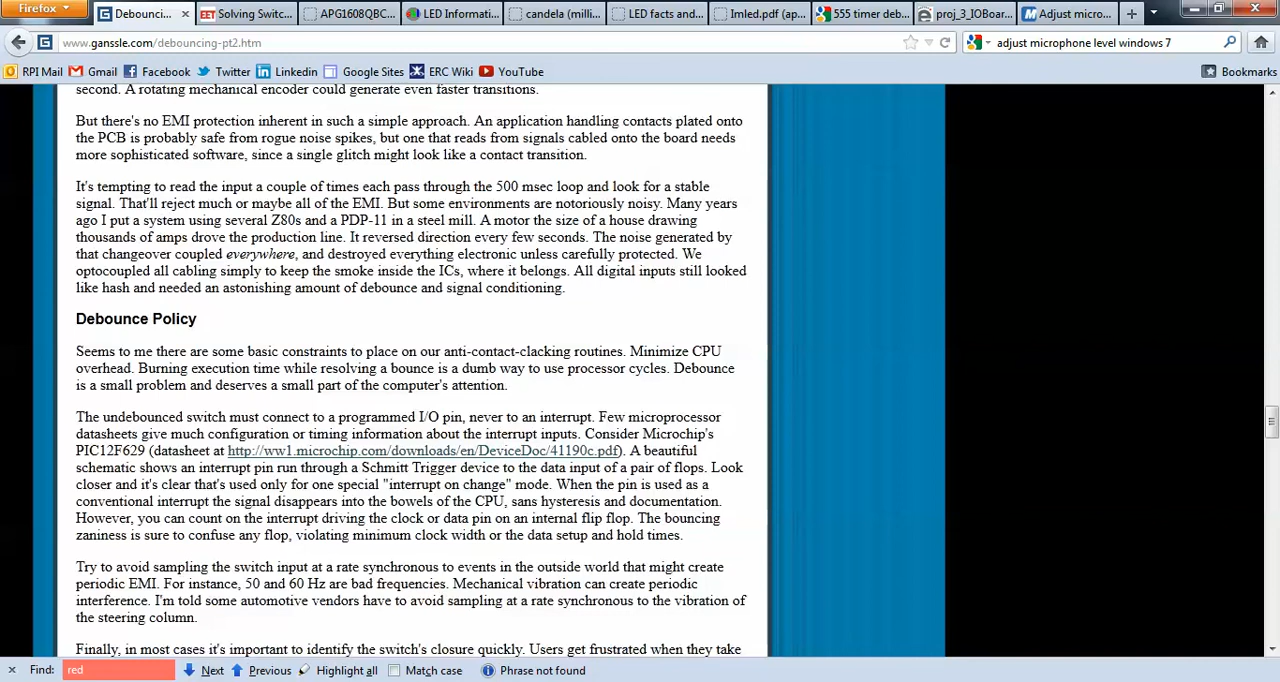 Firefox
Debouncing...
Solving Switc...
APG1608QBC...
LED Informati...
candela (milli...
LED facts and...
lmled.pdf (ap...
555 timer deb...
proj_3_IOBoar...
Adjust micro...
www.ganssle.com/debouncing-pt2.htm
adjust microphone level windows 7
RPI Mail Gmail Facebook Twitter Linkedin Google Sites ERC Wiki YouTube Bookmarks
second. A rotating mechanical encoder could generate even faster transitions.
But there's no EMI protection inherent in such a simple approach. An application handling contacts plated onto
the PCB is probably safe from rogue noise spikes, but one that reads from signals cabled onto the board needs
more sophisticated software, since a single glitch might look like a contact transition.
It's tempting to read the input a couple of times each pass through the 500 msec loop and look for a stable
signal. That'll reject much or maybe all of the EMI. But some environments are notoriously noisy. Many years
ago I put a system using several Z80s and a PDP-11 in a steel mill. A motor the size of a house drawing
thousands of amps drove the production line. It reversed direction every few seconds. The noise generated by
that changeover coupled everywhere, and destroyed everything electronic unless carefully protected. We
optocoupled all cabling simply to keep the smoke inside the ICs, where it belongs. All digital inputs still looked
like hash and needed an astonishing amount of debounce and signal conditioning.
Debounce Policy
Seems to me there are some basic constraints to place on our anti-contact-clacking routines. Minimize CPU
overhead. Burning execution time while resolving a bounce is a dumb way to use processor cycles. Debounce
is a small problem and deserves a small part of the computer's attention.
The undebounced switch must connect to a programmed I/O pin, never to an interrupt. Few microprocessor
datasheets give much configuration or timing information about the interrupt inputs. Consider Microchip's
PIC12F629 (datasheet at http://ww1.microchip.com/downloads/en/DeviceDoc/41190c.pdf). A beautiful
schematic shows an interrupt pin run through a Schmitt Trigger device to the data input of a pair of flops. Look
closer and it's clear that's used only for one special "interrupt on change" mode. When the pin is used as a
conventional interrupt the signal disappears into the bowels of the CPU, sans hysteresis and documentation.
However, you can count on the interrupt driving the clock or data pin on an internal flip flop. The bouncing
zaniness is sure to confuse any flop, violating minimum clock width or the data setup and hold times.
Try to avoid sampling the switch input at a rate synchronous to events in the outside world that might create
periodic EMI. For instance, 50 and 60 Hz are bad frequencies. Mechanical vibration can create periodic
interference. I'm told some automotive vendors have to avoid sampling at a rate synchronous to the vibration of
the steering column.
Finally, in most cases it's important to identify the switch's closure quickly. Users get frustrated when they take
Find: red Next Previous Highlight all Match case Phrase not found